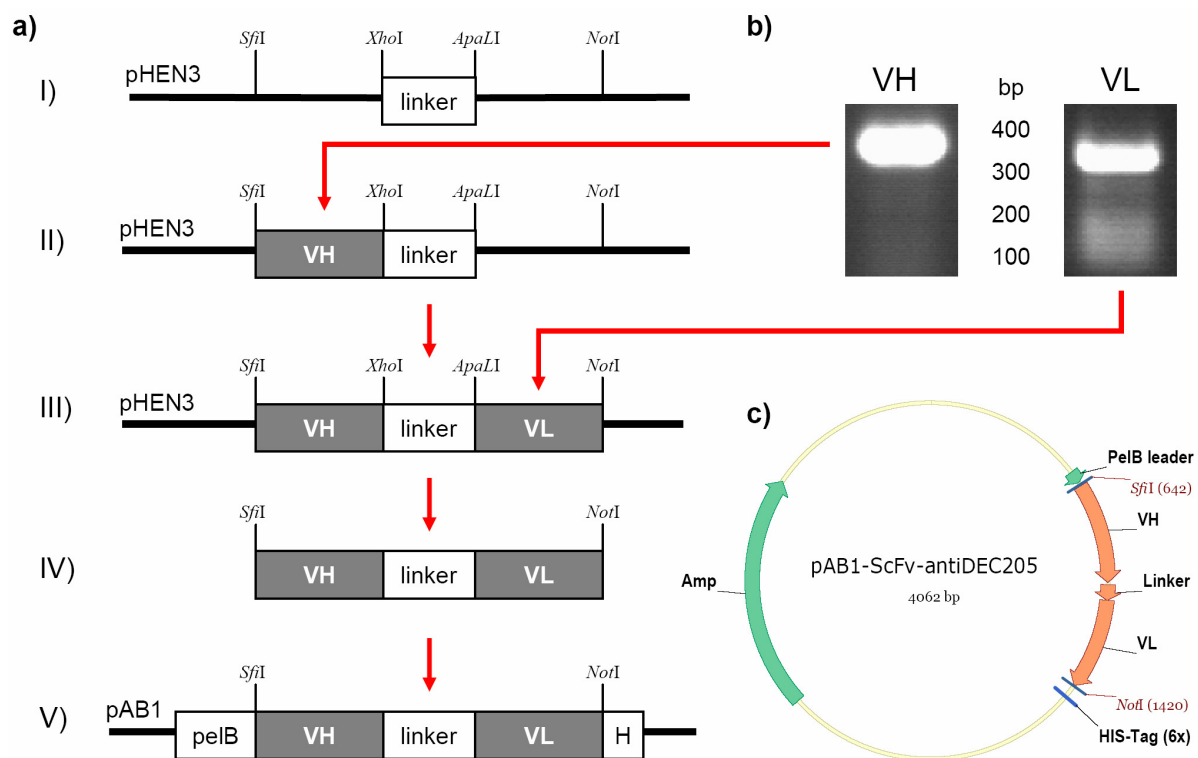 a)
SfiI XhoI ApaLI NotI
I) pHEN3 linker
SfiI XhoI ApaLI NotI
II) pHEN3 VH linker
SfiI XhoI ApaLI NotI
III) pHEN3 VH linker VL
SfiI NotI
IV) VH linker VL
SfiI NotI
V) pAB1 pelB VH linker VL H
b)
VH bp VL
400
300
200
100
c)
PelB leader
SfiI (642)
VH
Amp
pAB1-ScFv-antiDEC205
4062 bp
Linker
VL
NotI (1420)
HIS-Tag (6x)